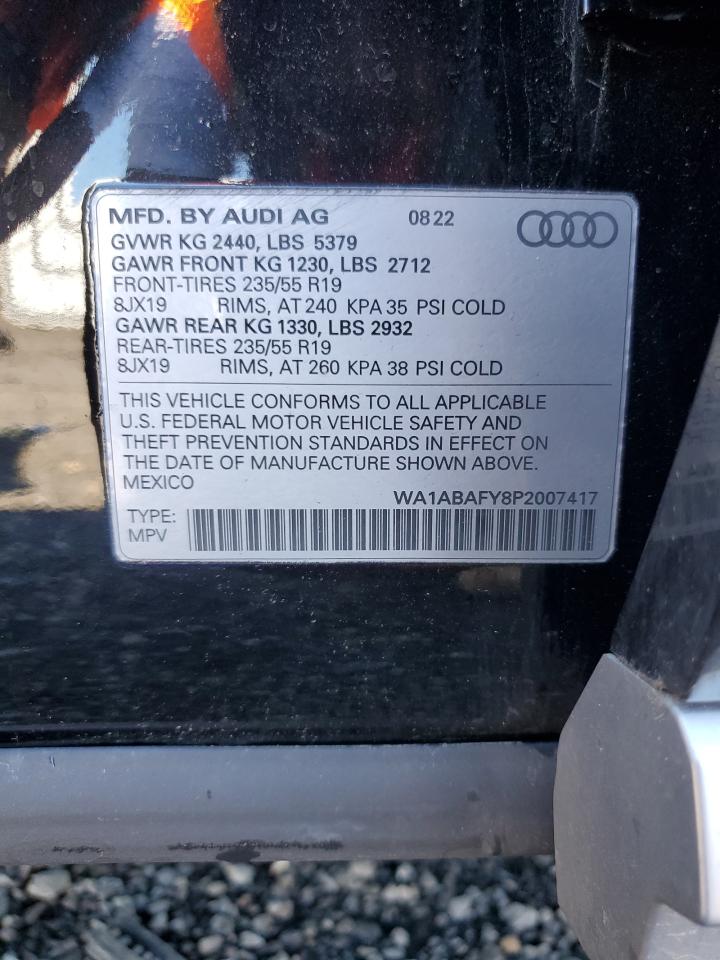 MFD. BY AUDI AG 08 22
GVWR KG 2440, LBS 5379
GAWR FRONT KG 1230, LBS 2712
FRONT-TIRES 235/55 R19
8JX19 RIMS, AT 240 KPA 35 PSI COLD
GAWR REAR KG 1330, LBS 2932
REAR-TIRES 235/55 R19
8JX19 RIMS, AT 260 KPA 38 PSI COLD
THIS VEHICLE CONFORMS TO ALL APPLICABLE
U.S. FEDERAL MOTOR VEHICLE SAFETY AND
THEFT PREVENTION STANDARDS IN EFFECT ON
THE DATE OF MANUFACTURE SHOWN ABOVE.
MEXICO
WA1ABAFY8P2007417
TYPE:
MPV